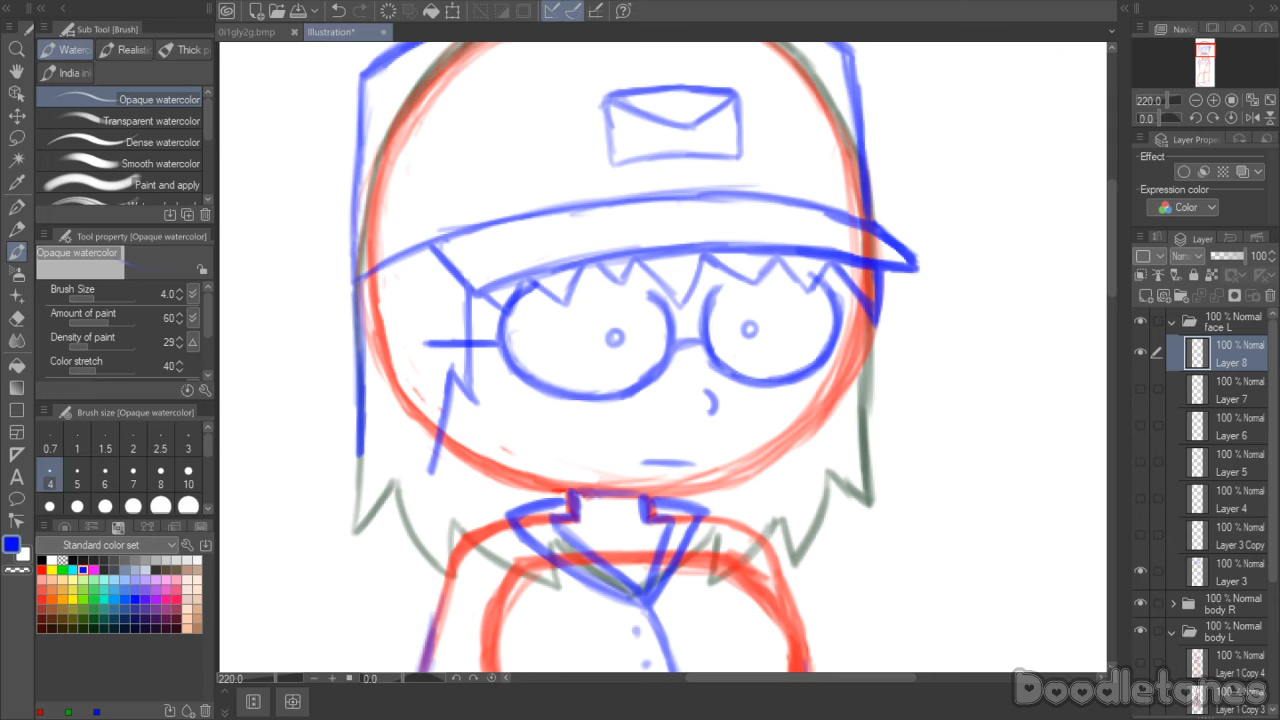 Sub Tool [Brush]
Waterc
Realistic
Thick p
India in
Opaque watercolor
Transparent watercolor
Dense watercolor
Smooth watercolor
Paint and apply
Tool property [Opaque watercolor]
Opaque watercolor
Brush Size 4.0
Amount of paint 60
Density of paint 29
Color stretch 40
Brush size [Opaque watercolor]
0.7 1 1.5 2 2.5 3
4 5 6 7 8 10
Standard color set
0i1gly2g.bmp
Illustration*
220.0 0.0
Navi
220.0
0.0
Layer Prope
Effect
Expression color
Color
Layer
Norm 100
100 % Normal
face L
100 % Normal
Layer 8
100 % Normal
Layer 7
100 % Normal
Layer 6
100 % Normal
Layer 5
100 % Normal
Layer 4
100 % Normal
Layer 3 Copy
100 % Normal
Layer 3
100 % Normal
body R
100 % Normal
body L
100 % Normal
Layer 1 Copy 4
100 % Normal
Layer 1 Copy 3
Doodletones